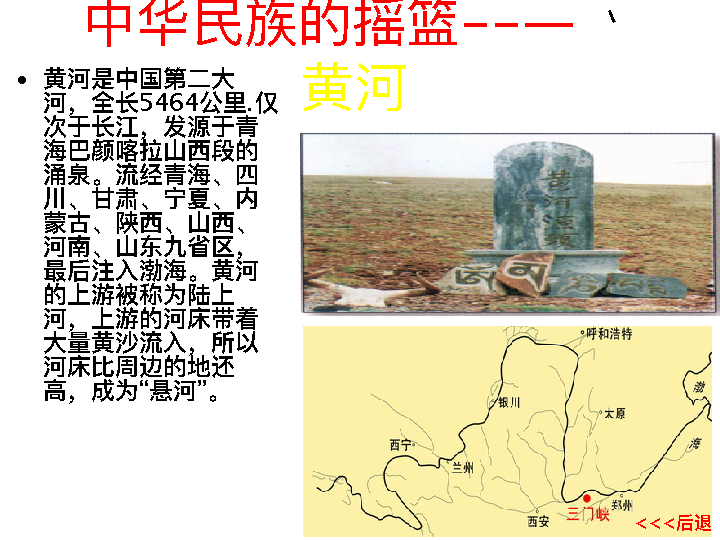 中华民族的摇篮---—
、
黄河
• 黄河是中国第二大
河，全长5464公里.仅
次于长江，发源于青
海巴颜喀拉山西段的
涌泉。流经青海、四
川、甘肃、宁夏、内
蒙古、陕西、山西、
河南、山东九省区，
最后注入渤海。黄河
的上游被称为陆上
河，上游的河床带着
大量黄沙流入，所以
河床比周边的地还
高，成为“悬河”。
黄河源头
呼和浩特
银川
太原
渤
海
西宁
兰州
郑州
三门峡
西安
<<<后退